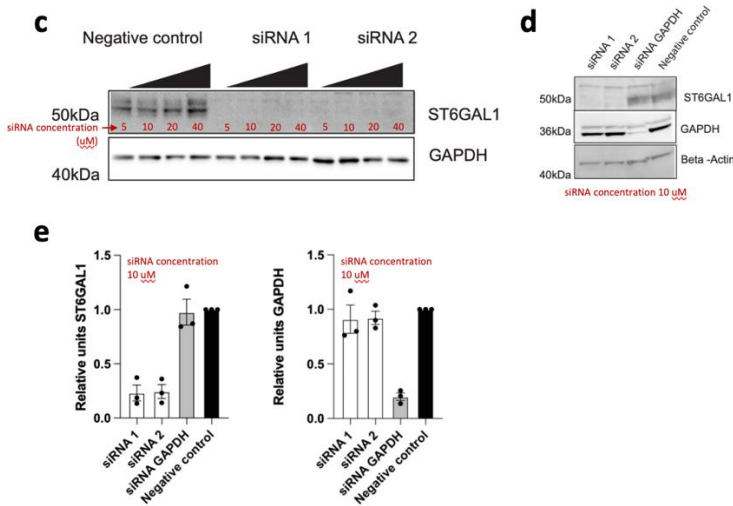 c
Negative control siRNA 1 siRNA 2
50kDa
ST6GAL1
siRNA concentration
(uM)
5 10 20 40 5 10 20 40 5 10 20 40
GAPDH
40kDa
d
siRNA 1
siRNA 2
siRNA GAPDH
Negative control
50kDa
ST6GAL1
36kDa
GAPDH
Beta -Actin
40kDa
siRNA concentration 10 uM
e
Relative units ST6GAL1
1.5
1.0
0.5
0.0
siRNA concentration
10 uM
siRNA 1
siRNA 2
siRNA GAPDH
Negative control
Relative units GAPDH
1.5
1.0
0.5
0.0
siRNA concentration
10 uM
siRNA 1
siRNA 2
siRNA GAPDH
Negative control